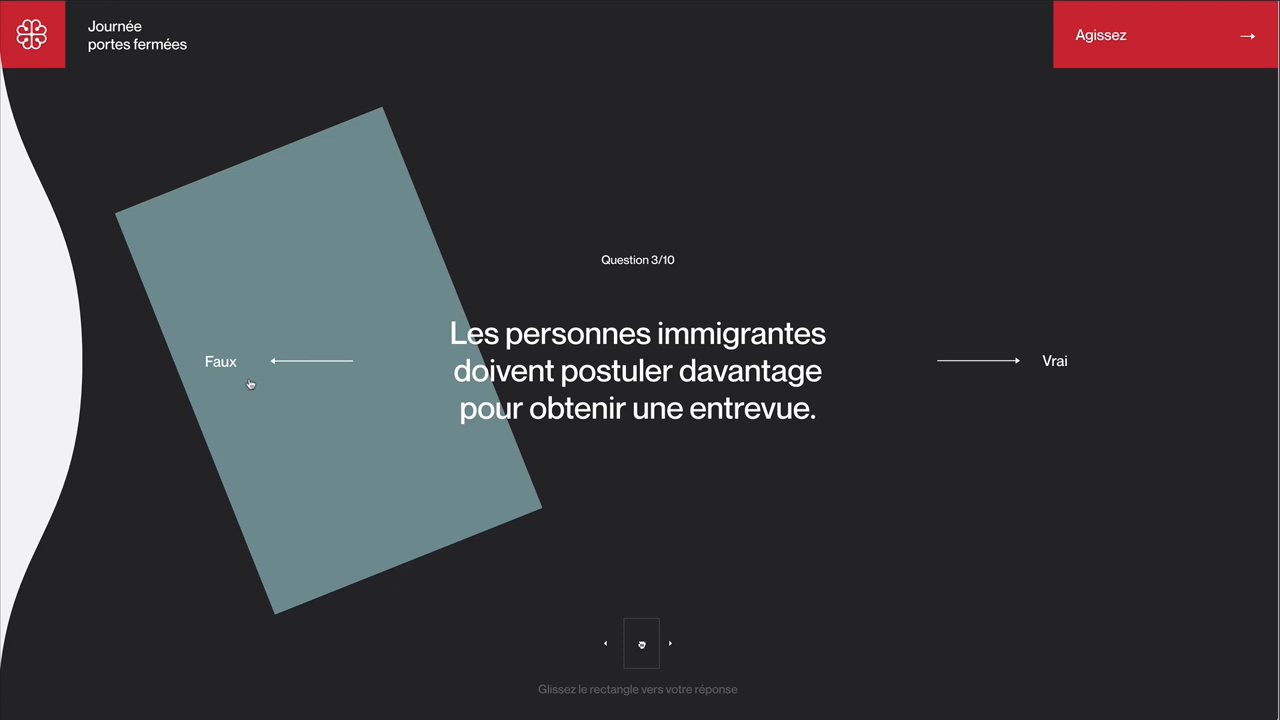 Journée
portes fermées
Agissez
Question 3/10
Les personnes immigrantes
doivent postuler davantage
pour obtenir une entrevue.
Faux
Vrai
Glissez le rectangle vers votre réponse